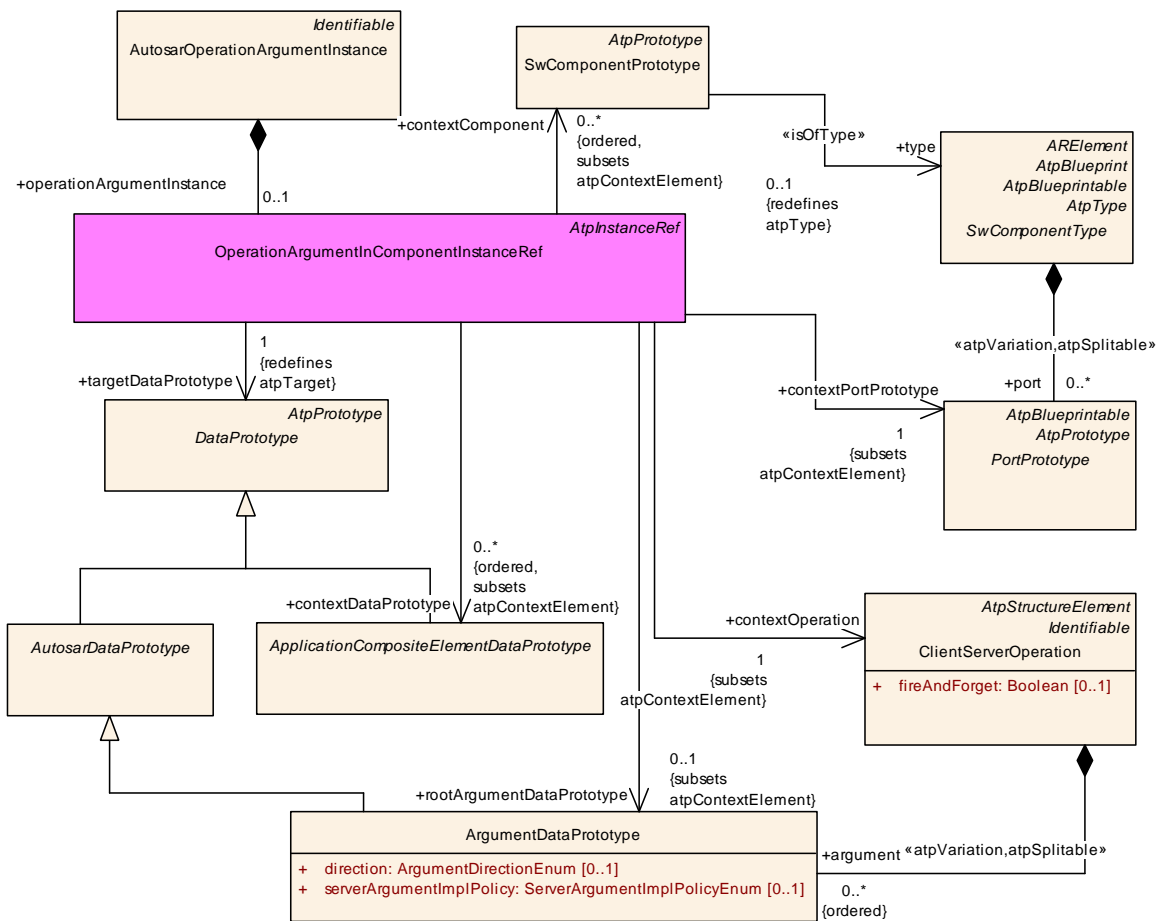 Identifiable
AutosarOperationArgumentInstance
AtpPrototype
SwComponentPrototype
+contextComponent
0..*
{ordered,
subsets
atpContextElement}
«isOfType»
+type
0..1
{redefines
atpType}
ARElement
AtpBlueprint
AtpBlueprintable
AtpType
SwComponentType
+operationArgumentInstance
0..1
AtpInstanceRef
OperationArgumentInComponentInstanceRef
1
{redefines
atpTarget}
+targetDataPrototype
«atpVariation,atpSplitable»
+port
0..*
+contextPortPrototype
1
{subsets
atpContextElement}
AtpPrototype
DataPrototype
AtpBlueprintable
AtpPrototype
PortPrototype
0..*
{ordered,
subsets
atpContextElement}
+contextDataPrototype
AutosarDataPrototype
ApplicationCompositeElementDataPrototype
+contextOperation
1
{subsets
atpContextElement}
AtpStructureElement
Identifiable
ClientServerOperation
+ fireAndForget: Boolean [0..1]
0..1
{subsets
atpContextElement}
+rootArgumentDataPrototype
ArgumentDataPrototype
+ direction: ArgumentDirectionEnum [0..1]
+ serverArgumentImplPolicy: ServerArgumentImplPolicyEnum [0..1]
+argument
«atpVariation,atpSplitable»
0..*
{ordered}